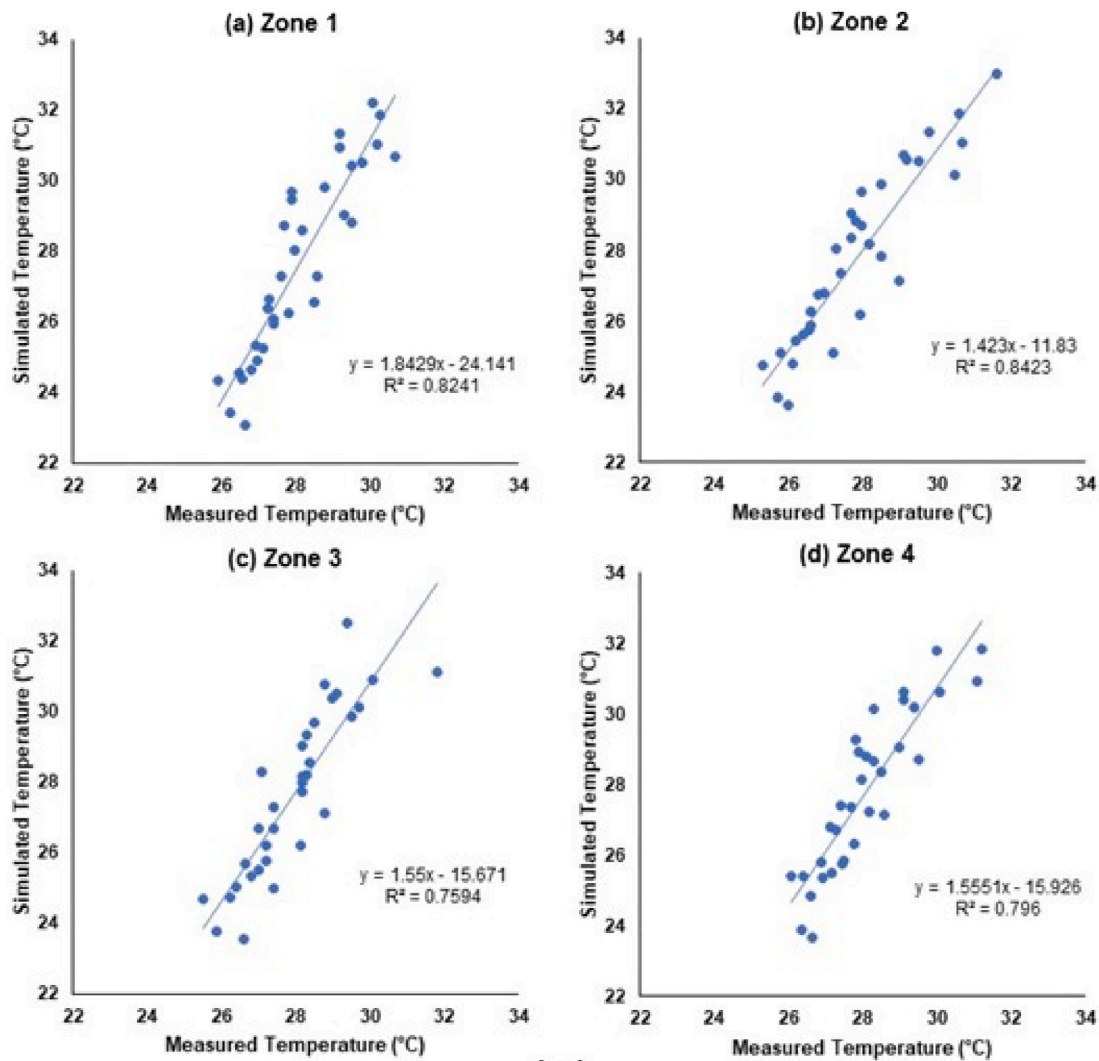 (a) Zone 1
34
32
30
28
26
24
22
22 24 26 28 30 32 34
Simulated Temperature (°C)
Measured Temperature (°C)
y = 1.8429x - 24.141
R² = 0.8241
(b) Zone 2
34
32
30
28
26
24
22
22 24 26 28 30 32 34
Simulated Temperature (°C)
Measured Temperature (°C)
y = 1.423x - 11.83
R² = 0.8423
(c) Zone 3
34
32
30
28
26
24
22
22 24 26 28 30 32 34
Simulated Temperature (°C)
Measured Temperature (°C)
y = 1.55x - 15.671
R² = 0.7594
(d) Zone 4
34
32
30
28
26
24
22
22 24 26 28 30 32 34
Simulated Temperature (°C)
Measured Temperature (°C)
y = 1.5551x - 15.926
R² = 0.796